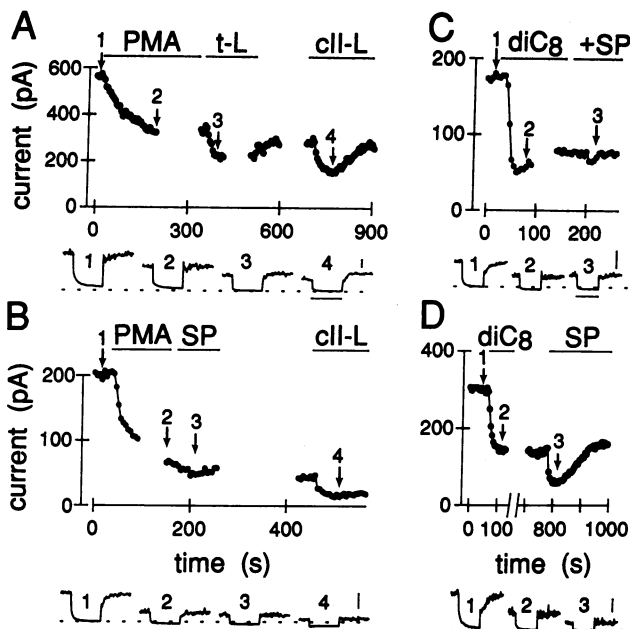 A
1 PMA t-L cII-L
600
400
200
0
current (pA)
2
3
4
0 300 600 900
1 2 3 4
B
1 PMA SP cII-L
200
100
0
current (pA)
2 3
4
0 200 400
time (s)
1 2 3 4
C
1 diC8 +SP
200
100
0
2 3
0 100 200
1 2 3
D
1 diC8 SP
400
200
0
2
3
0 100 800 1000
time (s)
1 2 3